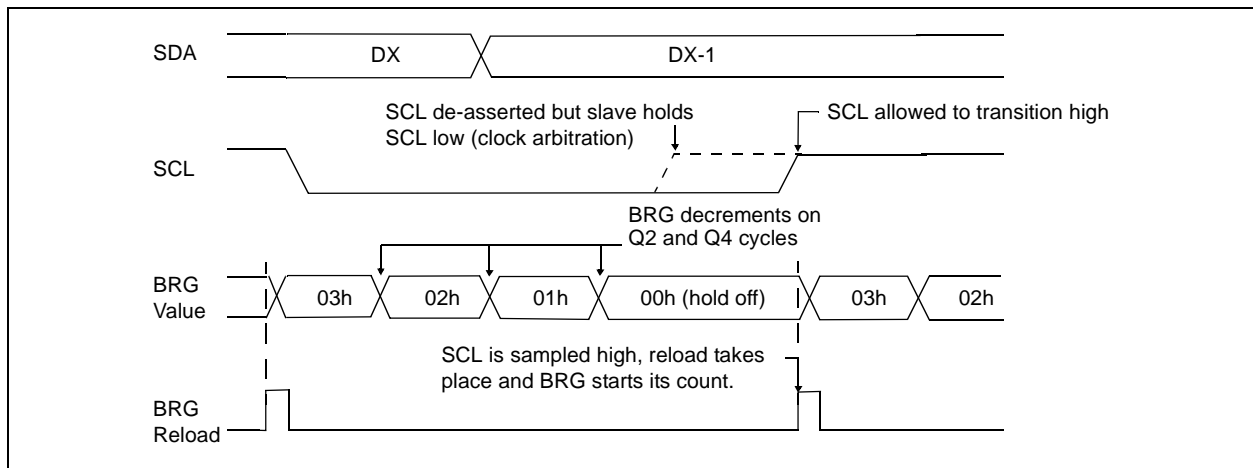 SDA
DX
DX-1
SCL de-asserted but slave holds
SCL low (clock arbitration)
SCL allowed to transition high
SCL
BRG decrements on
Q2 and Q4 cycles
BRG
Value
03h
02h
01h
00h (hold off)
03h
02h
SCL is sampled high, reload takes
place and BRG starts its count.
BRG
Reload